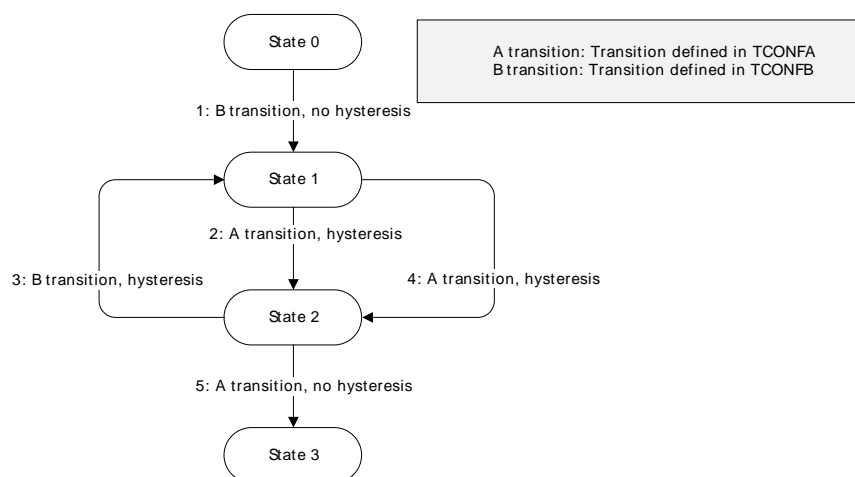 State 0
A transition: Transition defined in TCONFA
B transition: Transition defined in TCONFB
1: B transition, no hysteresis
State 1
2: A transition, hysteresis
3: B transition, hysteresis
4: A transition, hysteresis
State 2
5: A transition, no hysteresis
State 3